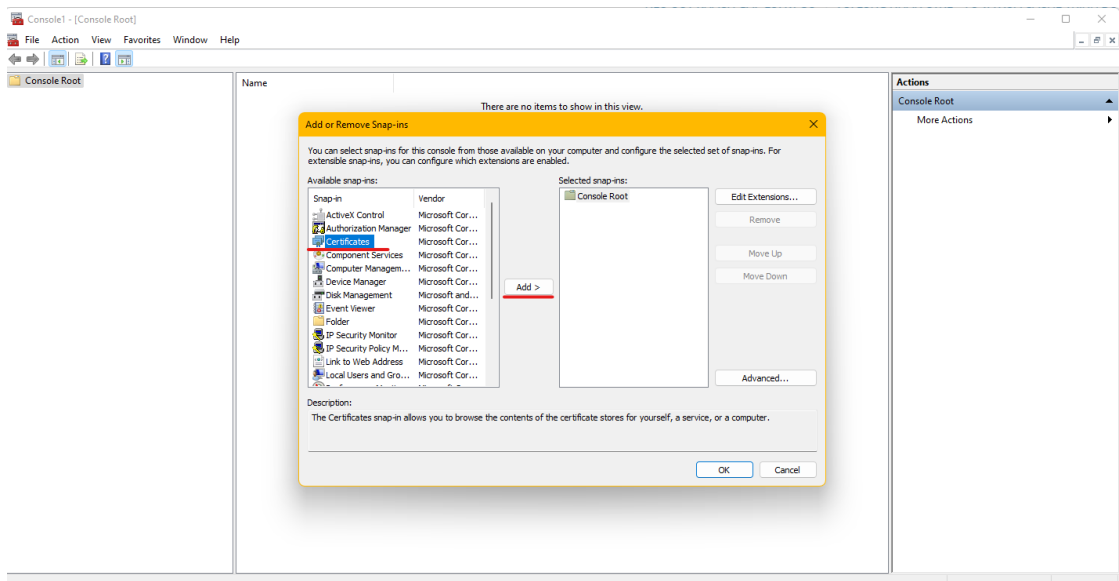 Console1 - [Console Root]
File Action View Favorites Window Help
Console Root
Name
There are no items to show in this view.
Actions
Console Root
More Actions
Add or Remove Snap-ins
You can select snap-ins for this console from those available on your computer and configure the selected set of snap-ins. For
extensible snap-ins, you can configure which extensions are enabled.
Available snap-ins:
Snap-in Vendor
ActiveX Control Microsoft Cor...
Authorization Manager Microsoft Cor...
Certificates Microsoft Cor...
Component Services Microsoft Cor...
Computer Managem... Microsoft Cor...
Device Manager Microsoft Cor...
Disk Management Microsoft and...
Event Viewer Microsoft Cor...
Folder Microsoft Cor...
IP Security Monitor Microsoft Cor...
IP Security Policy M... Microsoft Cor...
Link to Web Address Microsoft Cor...
Local Users and Gro... Microsoft Cor...
Add >
Selected snap-ins:
Console Root
Edit Extensions...
Remove
Move Up
Move Down
Advanced...
Description:
The Certificates snap-in allows you to browse the contents of the certificate stores for yourself, a service, or a computer.
OK Cancel